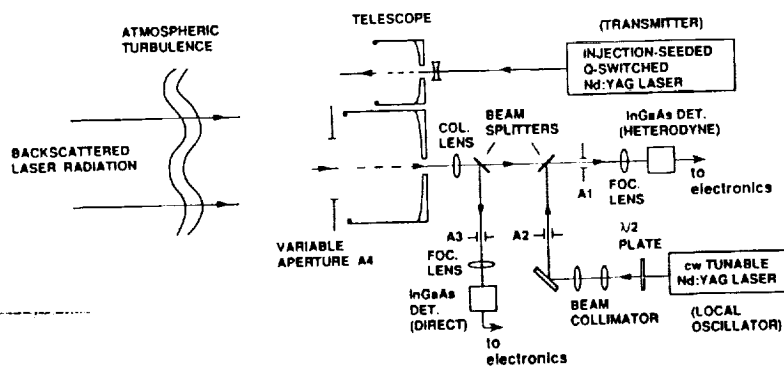 TELESCOPE
ATMOSPHERIC
TURBULENCE
(TRANSMITTER)
INJECTION-SEEDED
Q-SWITCHED
Nd:YAG LASER
BACKSCATTERED
LASER RADIATION
COL.
LENS
BEAM
SPLITTERS
InGaAs DET.
(HETERODYNE)
to
electronics
FOC.
LENS
A1
VARIABLE
APERTURE A4
A3
FOC.
LENS
A2
λ/2
PLATE
cw TUNABLE
Nd:YAG LASER
InGaAs
DET.
(DIRECT)
BEAM
COLLIMATOR
(LOCAL
OSCILLATOR)
to
electronics